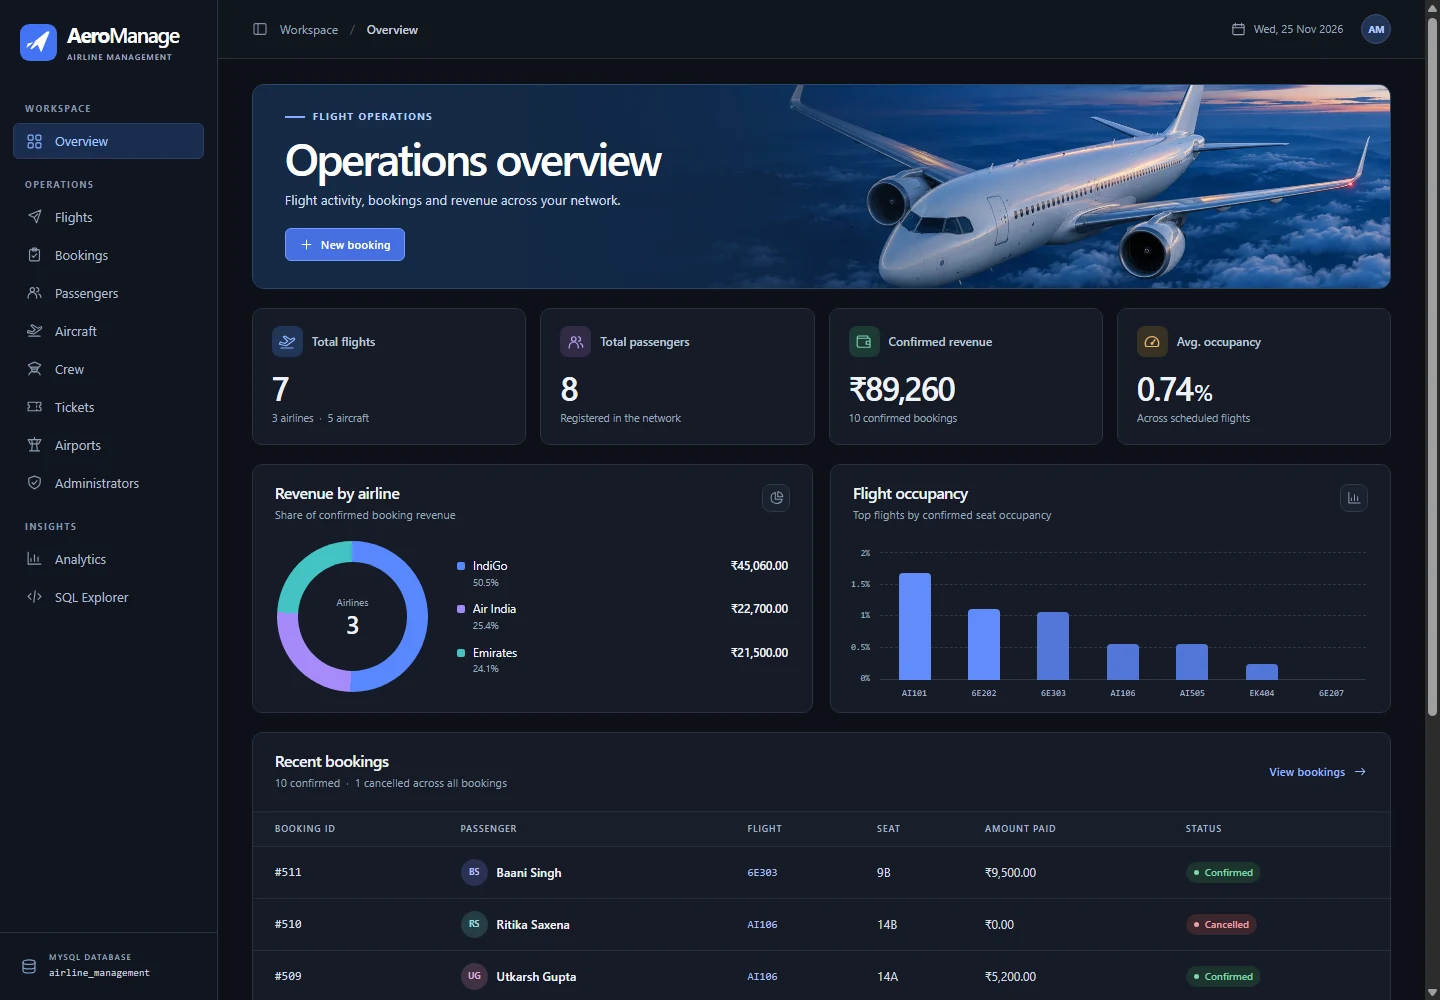 AeroManage
AIRLINE MANAGEMENT
WORKSPACE
Overview
OPERATIONS
Flights
Bookings
Passengers
Aircraft
Crew
Tickets
Airports
Administrators
INSIGHTS
Analytics
SQL Explorer
MYSQL DATABASE
airline_management
Workspace / Overview
Wed, 25 Nov 2026 AM
FLIGHT OPERATIONS
Operations overview
Flight activity, bookings and revenue across your network.
+ New booking
Total flights
7
3 airlines · 5 aircraft
Total passengers
8
Registered in the network
Confirmed revenue
₹89,260
10 confirmed bookings
Avg. occupancy
0.74%
Across scheduled flights
Revenue by airline
Share of confirmed booking revenue
Airlines
3
IndiGo ₹45,060.00
50.5%
Air India ₹22,700.00
25.4%
Emirates ₹21,500.00
24.1%
Flight occupancy
Top flights by confirmed seat occupancy
2%
1.5%
1%
0.5%
0%
AI101 6E202 6E303 AI106 AI505 EK404 6E207
Recent bookings
10 confirmed · 1 cancelled across all bookings
View bookings →
BOOKING ID PASSENGER FLIGHT SEAT AMOUNT PAID STATUS
#511 BS Baani Singh 6E303 9B ₹9,500.00 Confirmed
#510 RS Ritika Saxena AI106 14B ₹0.00 Cancelled
#509 UG Utkarsh Gupta AI106 14A ₹5,200.00 Confirmed